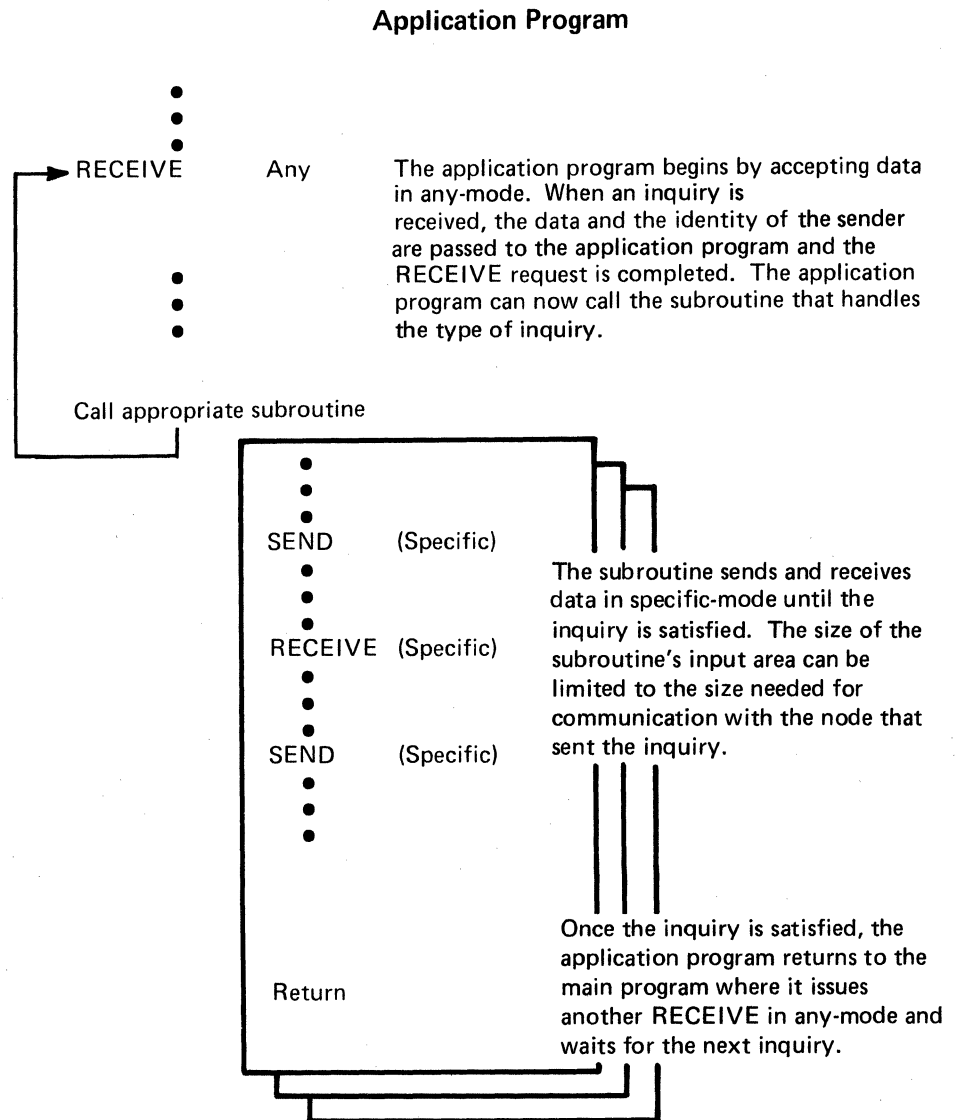 Application Program
RECEIVE Any
The application program begins by accepting data
in any-mode. When an inquiry is
received, the data and the identity of the sender
are passed to the application program and the
RECEIVE request is completed. The application
program can now call the subroutine that handles
the type of inquiry.
Call appropriate subroutine
SEND (Specific)
RECEIVE (Specific)
SEND (Specific)
The subroutine sends and receives
data in specific-mode until the
inquiry is satisfied. The size of the
subroutine's input area can be
limited to the size needed for
communication with the node that
sent the inquiry.
Return
Once the inquiry is satisfied, the
application program returns to the
main program where it issues
another RECEIVE in any-mode and
waits for the next inquiry.